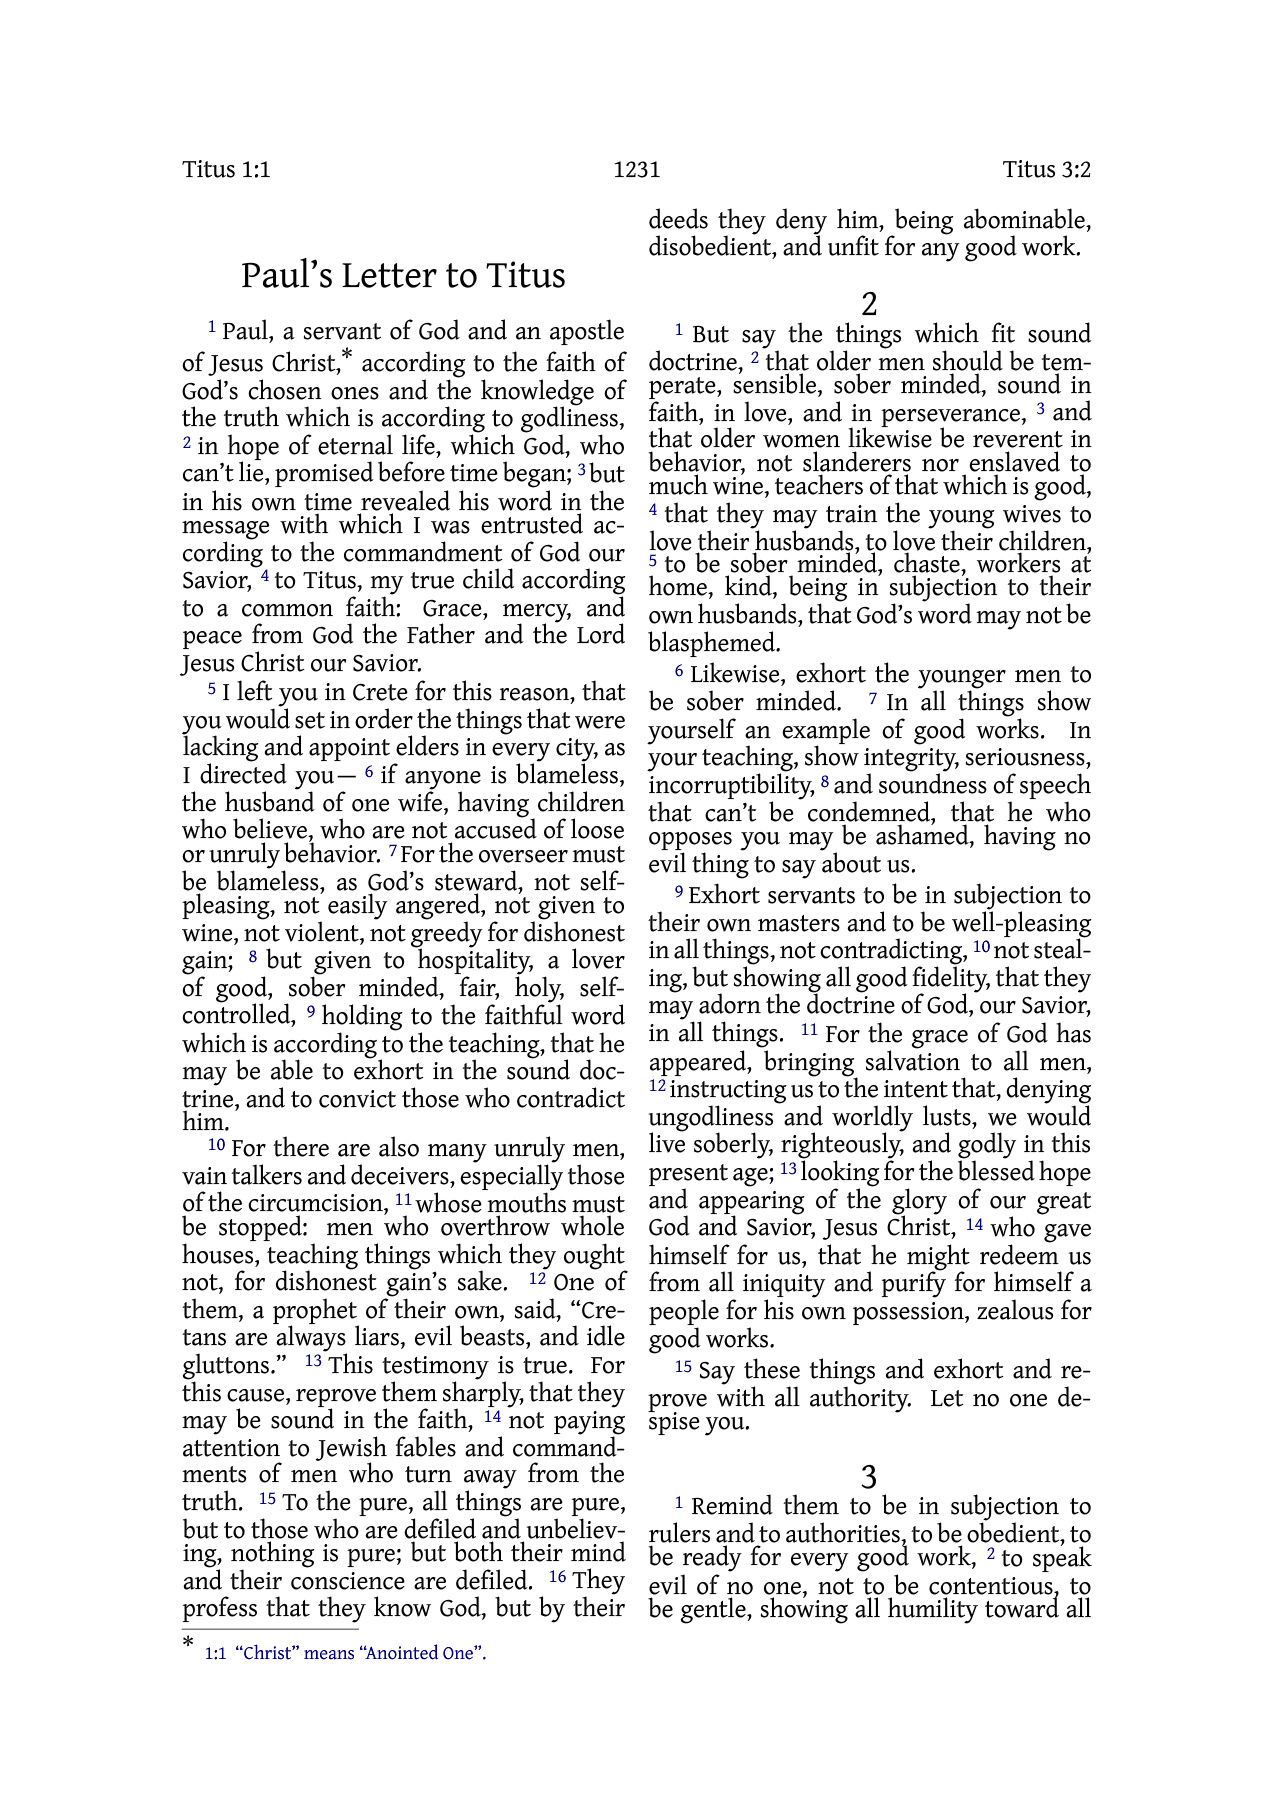 Titus 1:1 1231 Titus 3:2
Paul’s Letter to Titus
1 Paul, a servant of God and an apostle
of Jesus Christ,* according to the faith of
God’s chosen ones and the knowledge of
the truth which is according to godliness,
2 in hope of eternal life, which God, who
can’t lie, promised before time began; 3 but
in his own time revealed his word in the
message with which I was entrusted ac-
cording to the commandment of God our
Savior, 4 to Titus, my true child according
to a common faith: Grace, mercy, and
peace from God the Father and the Lord
Jesus Christ our Savior.
5 I left you in Crete for this reason, that
you would set in order the things that were
lacking and appoint elders in every city, as
I directed you— 6 if anyone is blameless,
the husband of one wife, having children
who believe, who are not accused of loose
or unruly behavior. 7 For the overseer must
be blameless, as God’s steward, not self-
pleasing, not easily angered, not given to
wine, not violent, not greedy for dishonest
gain; 8 but given to hospitality, a lover
of good, sober minded, fair, holy, self-
controlled, 9 holding to the faithful word
which is according to the teaching, that he
may be able to exhort in the sound doc-
trine, and to convict those who contradict
him.
10 For there are also many unruly men,
vain talkers and deceivers, especially those
of the circumcision, 11 whose mouths must
be stopped: men who overthrow whole
houses, teaching things which they ought
not, for dishonest gain’s sake. 12 One of
them, a prophet of their own, said, “Cre-
tans are always liars, evil beasts, and idle
gluttons.” 13 This testimony is true. For
this cause, reprove them sharply, that they
may be sound in the faith, 14 not paying
attention to Jewish fables and command-
ments of men who turn away from the
truth. 15 To the pure, all things are pure,
but to those who are defiled and unbeliev-
ing, nothing is pure; but both their mind
and their conscience are defiled. 16 They
profess that they know God, but by their
* 1:1 “Christ” means “Anointed One”.
deeds they deny him, being abominable,
disobedient, and unfit for any good work.
2
1 But say the things which fit sound
doctrine, 2 that older men should be tem-
perate, sensible, sober minded, sound in
faith, in love, and in perseverance, 3 and
that older women likewise be reverent in
behavior, not slanderers nor enslaved to
much wine, teachers of that which is good,
4 that they may train the young wives to
love their husbands, to love their children,
5 to be sober minded, chaste, workers at
home, kind, being in subjection to their
own husbands, that God’s word may not be
blasphemed.
6 Likewise, exhort the younger men to
be sober minded. 7 In all things show
yourself an example of good works. In
your teaching, show integrity, seriousness,
incorruptibility, 8 and soundness of speech
that can’t be condemned, that he who
opposes you may be ashamed, having no
evil thing to say about us.
9 Exhort servants to be in subjection to
their own masters and to be well-pleasing
in all things, not contradicting, 10 not steal-
ing, but showing all good fidelity, that they
may adorn the doctrine of God, our Savior,
in all things. 11 For the grace of God has
appeared, bringing salvation to all men,
12 instructing us to the intent that, denying
ungodliness and worldly lusts, we would
live soberly, righteously, and godly in this
present age; 13 looking for the blessed hope
and appearing of the glory of our great
God and Savior, Jesus Christ, 14 who gave
himself for us, that he might redeem us
from all iniquity and purify for himself a
people for his own possession, zealous for
good works.
15 Say these things and exhort and re-
prove with all authority. Let no one de-
spise you.
3
1 Remind them to be in subjection to
rulers and to authorities, to be obedient, to
be ready for every good work, 2 to speak
evil of no one, not to be contentious, to
be gentle, showing all humility toward all